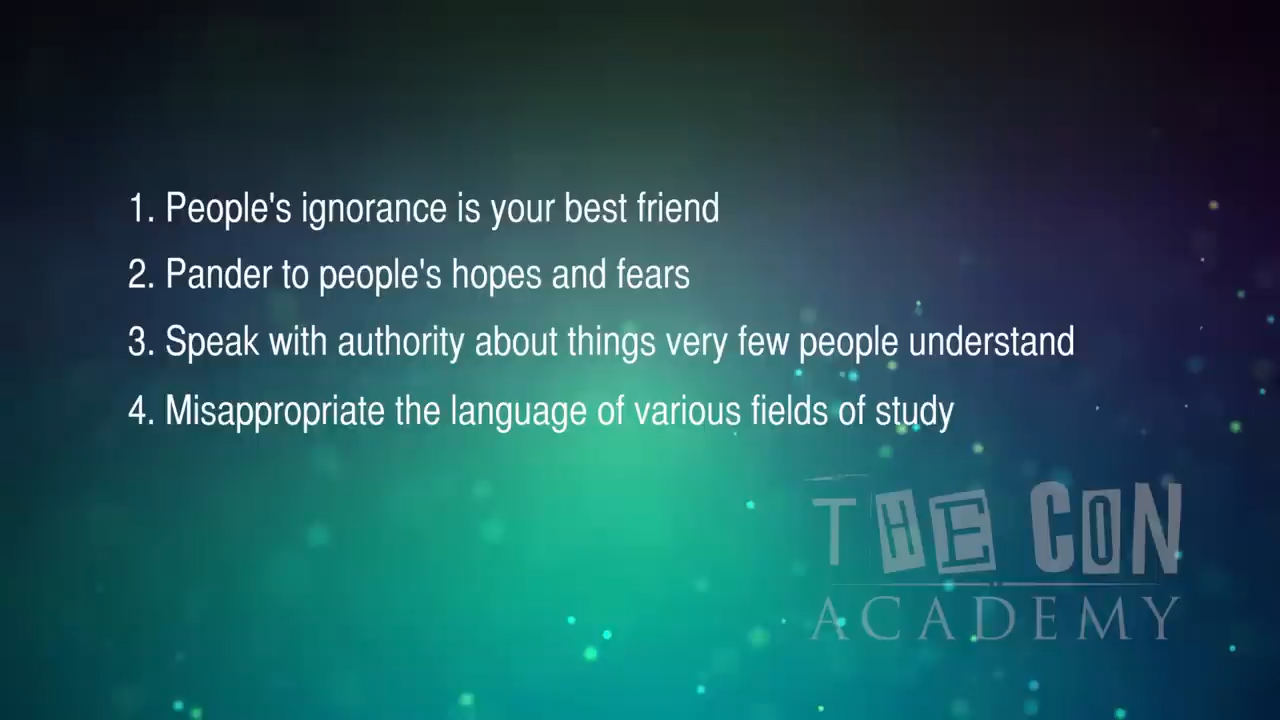 1. People's ignorance is your best friend
2. Pander to people's hopes and fears
3. Speak with authority about things very few people understand
4. Misappropriate the language of various fields of study
THE CON
ACADEMY